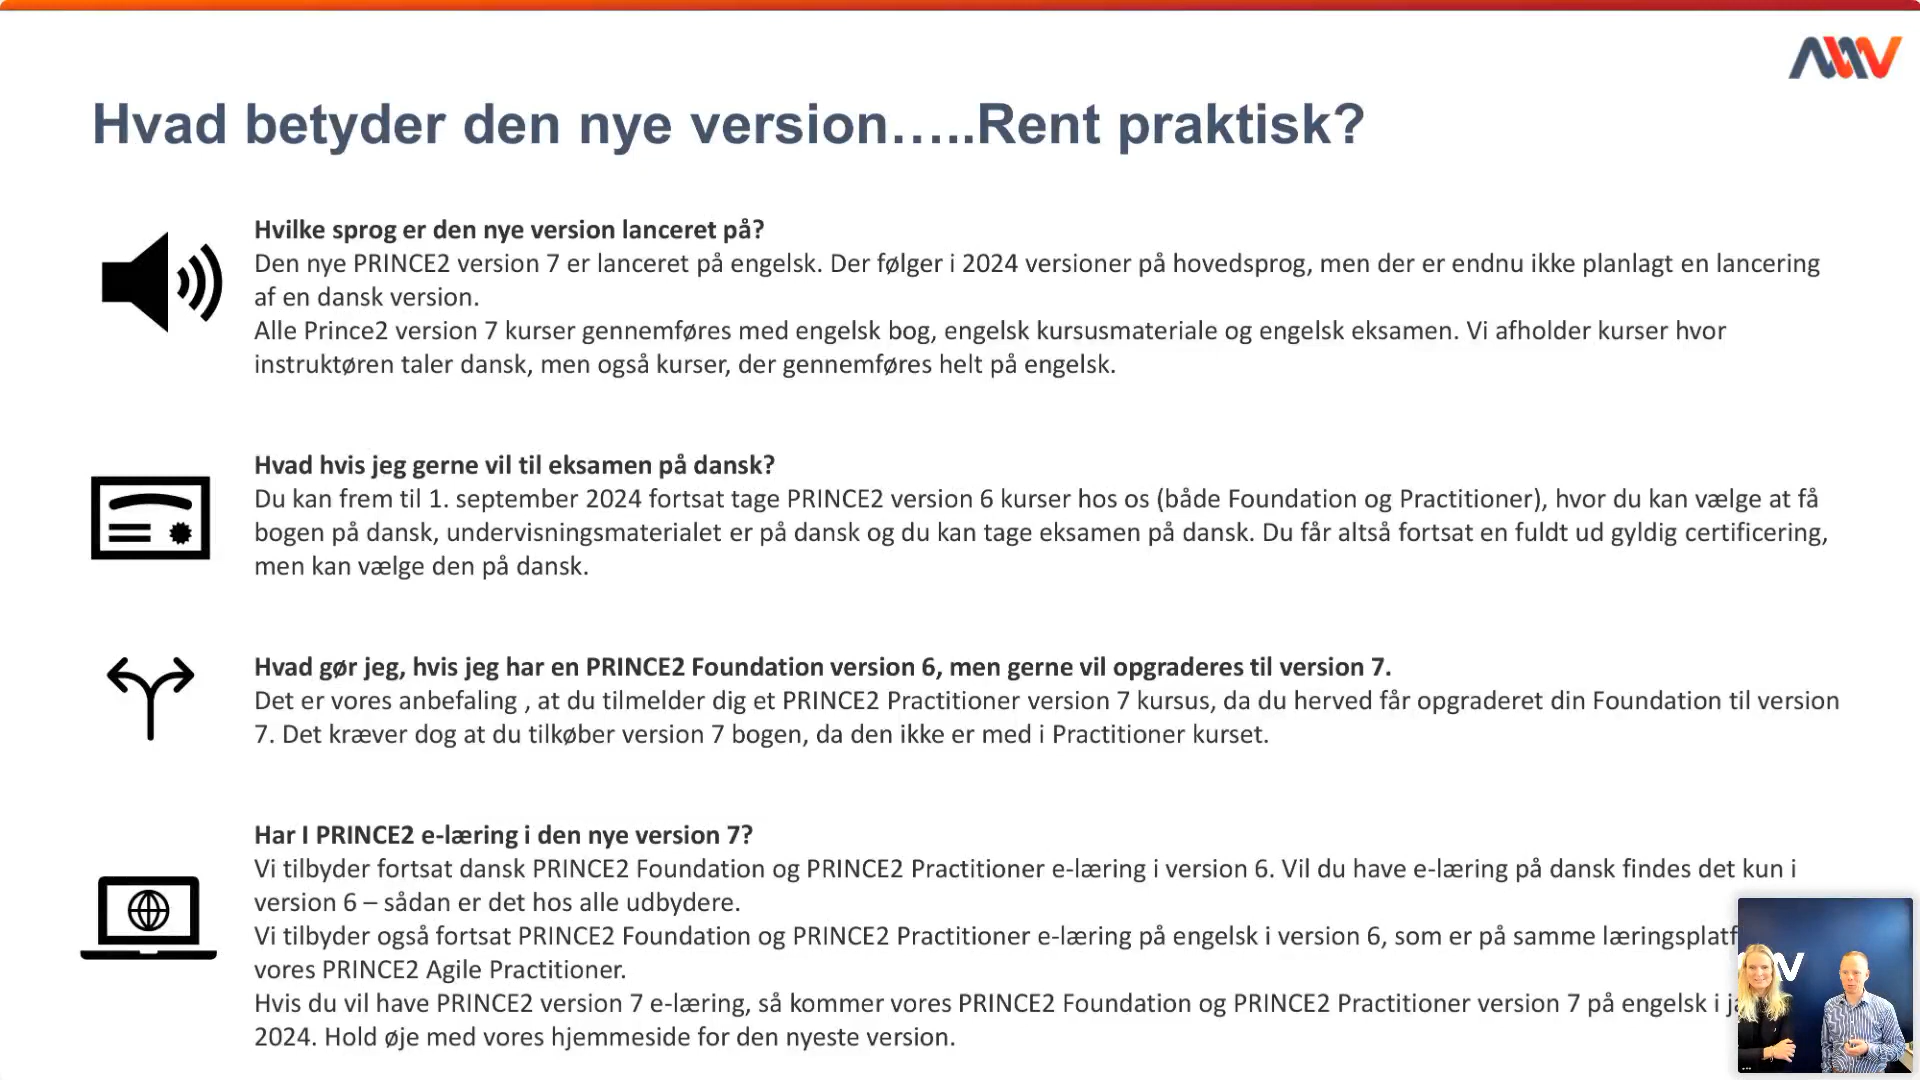 Hvad betyder den nye version…..Rent praktisk?
Hvilke sprog er den nye version lanceret på?
Den nye PRINCE2 version 7 er lanceret på engelsk. Der følger i 2024 versioner på hovedsprog, men der er endnu ikke planlagt en lancering
af en dansk version.
Alle Prince2 version 7 kurser gennemføres med engelsk bog, engelsk kursusmateriale og engelsk eksamen. Vi afholder kurser hvor
instruktøren taler dansk, men også kurser, der gennemføres helt på engelsk.
Hvad hvis jeg gerne vil til eksamen på dansk?
Du kan frem til 1. september 2024 fortsat tage PRINCE2 version 6 kurser hos os (både Foundation og Practitioner), hvor du kan vælge at få
bogen på dansk, undervisningsmaterialet er på dansk og du kan tage eksamen på dansk. Du får altså fortsat en fuldt ud gyldig certificering,
men kan vælge den på dansk.
Hvad gør jeg, hvis jeg har en PRINCE2 Foundation version 6, men gerne vil opgraderes til version 7.
Det er vores anbefaling , at du tilmelder dig et PRINCE2 Practitioner version 7 kursus, da du herved får opgraderet din Foundation til version
7. Det kræver dog at du tilkøber version 7 bogen, da den ikke er med i Practitioner kurset.
Har I PRINCE2 e-læring i den nye version 7?
Vi tilbyder fortsat dansk PRINCE2 Foundation og PRINCE2 Practitioner e-læring i version 6. Vil du have e-læring på dansk findes det kun i
version 6 – sådan er det hos alle udbydere.
Vi tilbyder også fortsat PRINCE2 Foundation og PRINCE2 Practitioner e-læring på engelsk i version 6, som er på samme
vores PRINCE2 Agile Practitioner.
Hvis du vil have PRINCE2 version 7 e-læring, så kommer vores PRINCE2 Foundation og PRINCE2 Practitioner version 7 på engelsk i
2024. Hold øje med vores hjemmeside for den nyeste version.